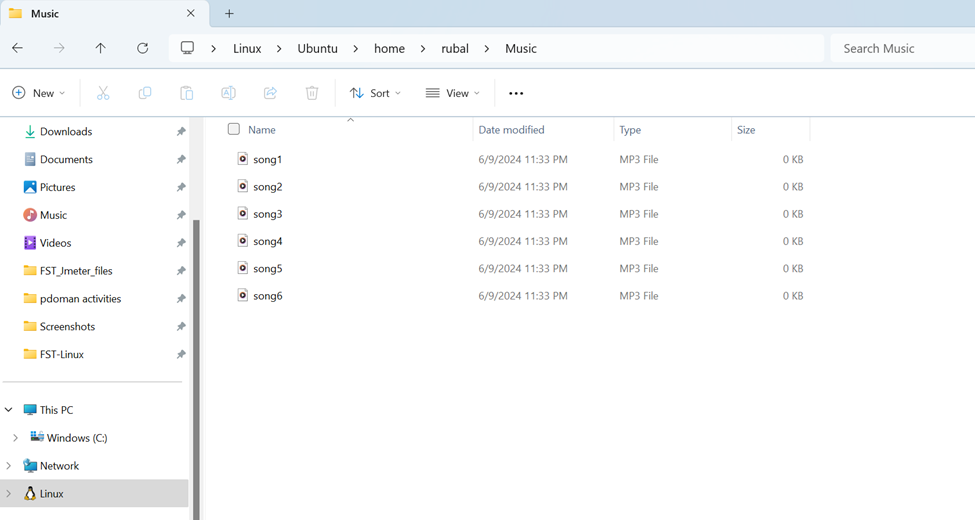 Music
Linux > Ubuntu > home > rubal > Music
Search Music
New
Sort
View
Downloads
Documents
Pictures
Music
Videos
FST_Jmeter_files
pdoman activities
Screenshots
FST-Linux
This PC
Windows (C:)
Network
Linux
Name Date modified Type Size
song1 6/9/2024 11:33 PM MP3 File 0 KB
song2 6/9/2024 11:33 PM MP3 File 0 KB
song3 6/9/2024 11:33 PM MP3 File 0 KB
song4 6/9/2024 11:33 PM MP3 File 0 KB
song5 6/9/2024 11:33 PM MP3 File 0 KB
song6 6/9/2024 11:33 PM MP3 File 0 KB